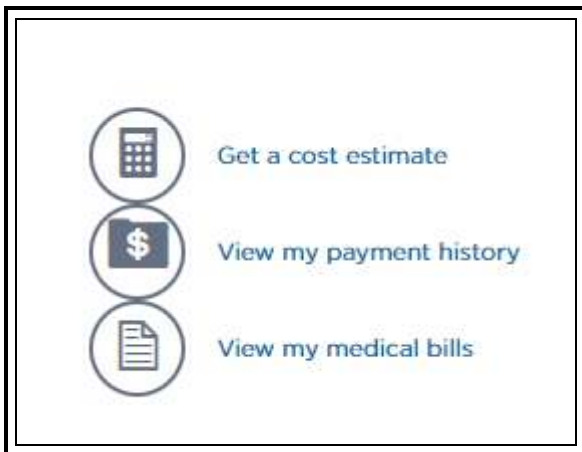 Get a cost estimate
$
View my payment history
View my medical bills